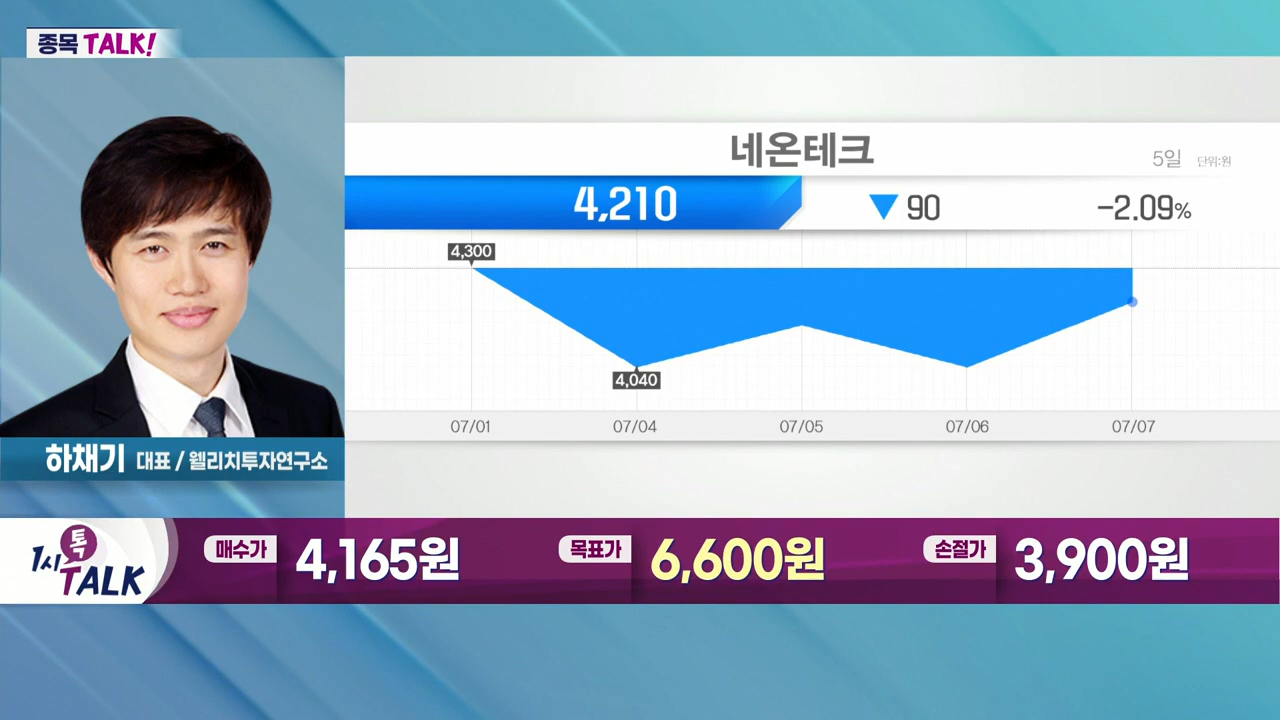 종목 TALK!
네온테크
5일 단위:원
4,210 ▼ 90 -2.09%
4,300
4,040
07/01 07/04 07/05 07/06 07/07
하채기 대표 / 웰리치투자연구소
1시 톡 TALK
매수가 4,165원 목표가 6,600원 손절가 3,900원